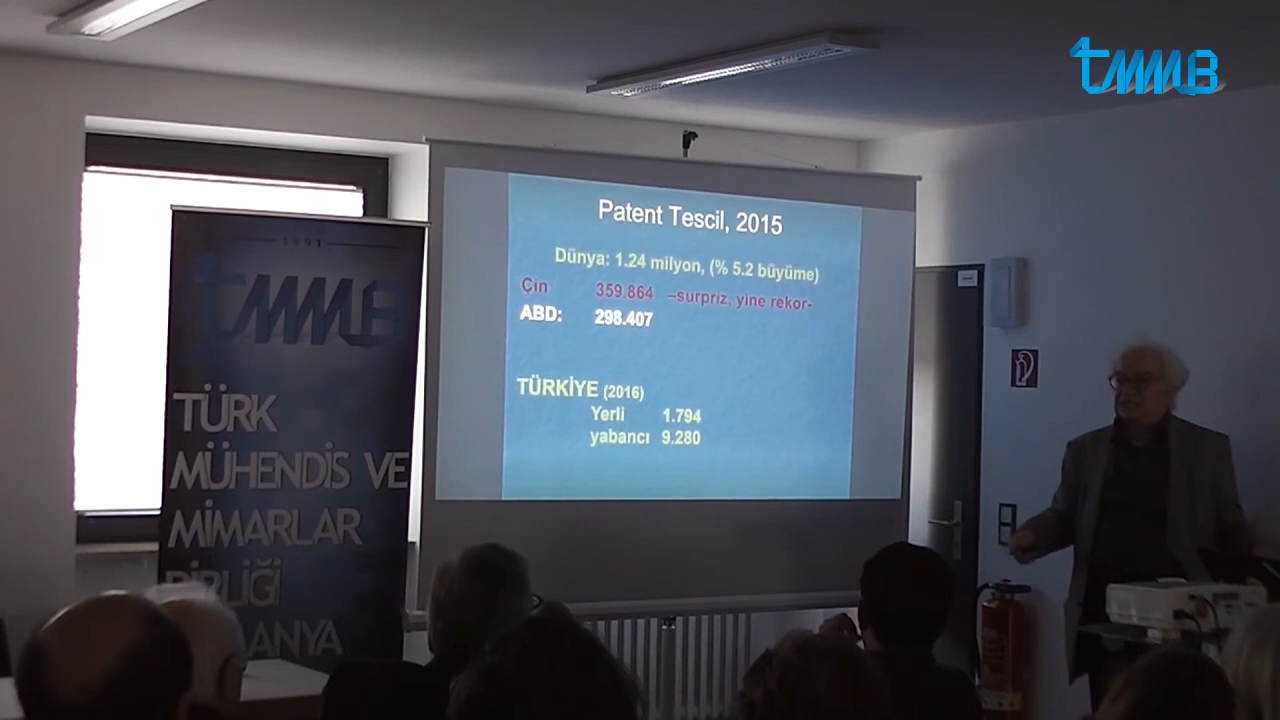 tmmb
Patent Tescil, 2015
Dünya: 1.24 milyon, (% 5.2 büyüme)
Çin 359.864 –surpriz, yine rekor-
ABD: 298.407
TÜRKİYE (2016)
Yerli 1.794
yabancı 9.280
1991
tmmb
TÜRK
MÜHENDİS VE
MİMARLAR
BİRLİĞİ
ANYA